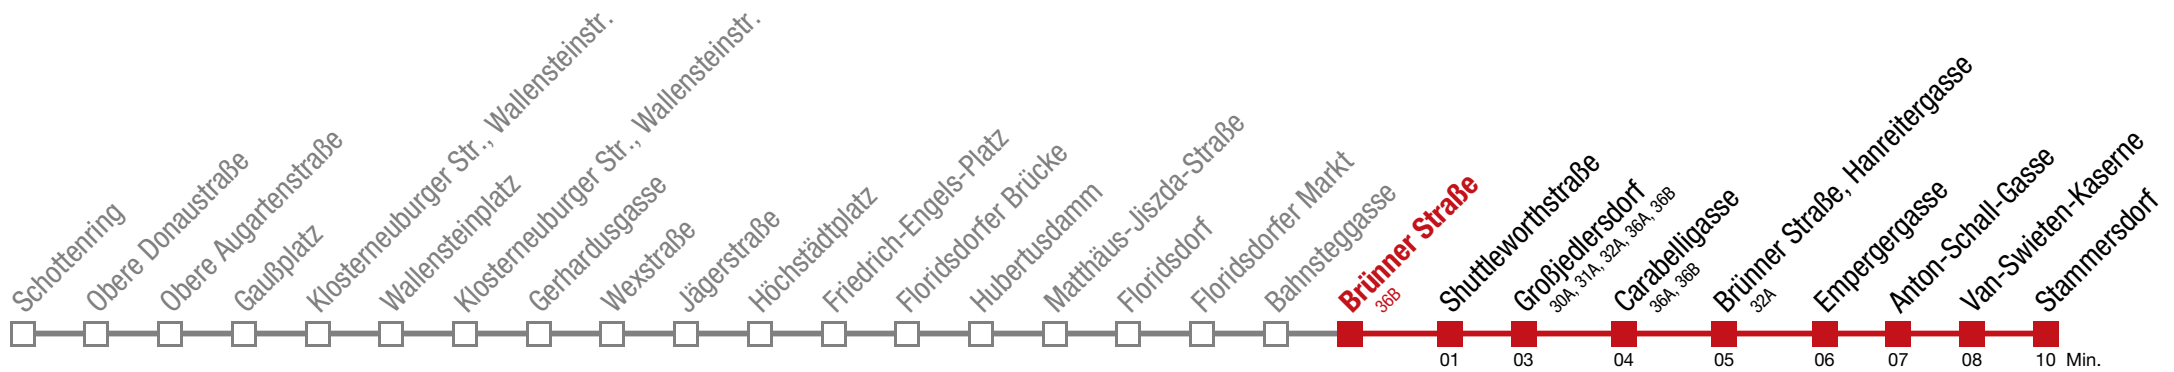 Schottenring
Obere Donaustraße
Obere Augartenstraße
Gaußplatz
Klosterneuburger Str., Wallensteinstr.
Wallensteinplatz
Klosterneuburger Str., Wallensteinstr.
Gerhardusgasse
Wexstraße
Jägerstraße
Höchstädtplatz
Friedrich-Engels-Platz
Floridsdorfer Brücke
Hubertusdamm
Matthäus-Jiszda-Straße
Floridsdorf
Floridsdorfer Markt
Bahnsteggasse
Brünner Straße
36B
Shuttleworthstraße
Großjedlersdorf
30A, 31A, 32A, 36A, 36B
Carabelligasse
36A, 36B
Brünner Straße, Hanreitergasse
32A
Empergergasse
Anton-Schall-Gasse
Van-Swieten-Kaserne
Stammersdorf
01 03 04 05 06 07 08 10 Min.